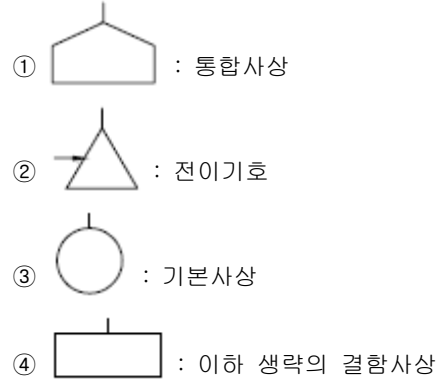 ① : 통합사상
② : 전이기호
③ : 기본사상
④ : 이하 생략의 결함사상